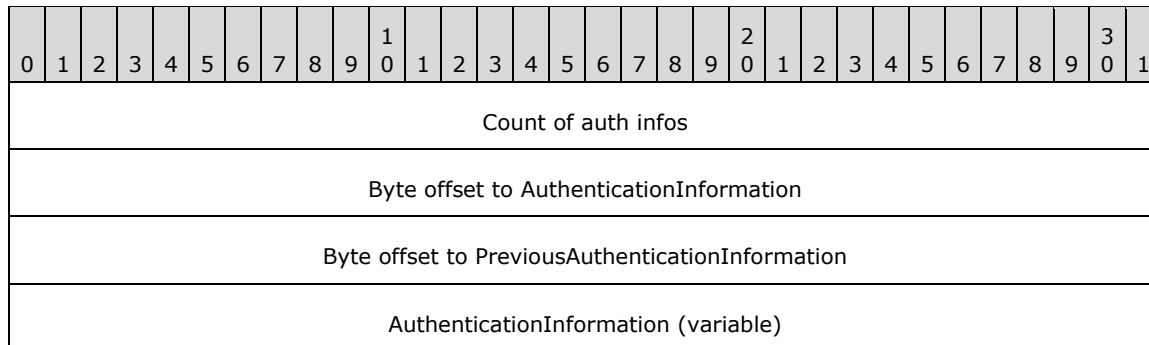 1 2 3
0 1 2 3 4 5 6 7 8 9 0 1 2 3 4 5 6 7 8 9 0 1 2 3 4 5 6 7 8 9 0 1
Count of auth infos
Byte offset to AuthenticationInformation
Byte offset to PreviousAuthenticationInformation
AuthenticationInformation (variable)